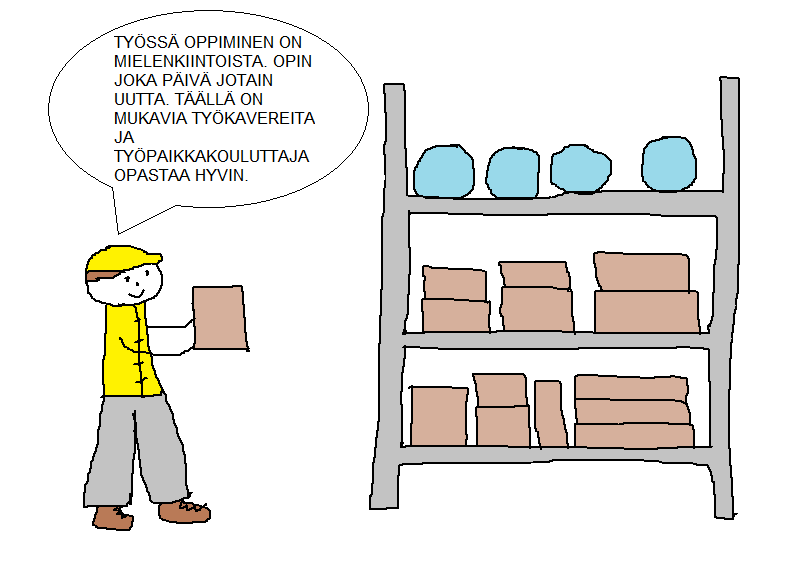 TYÖSSÄ OPPIMINEN ON
MIELENKIINTOISTA. OPIN
JOKA PÄIVÄ JOTAIN
UUTTA. TÄÄLLÄ ON
MUKAVIA TYÖKAVEREITA
JA
TYÖPAIKKAKOULUTTAJA
OPASTAA HYVIN.